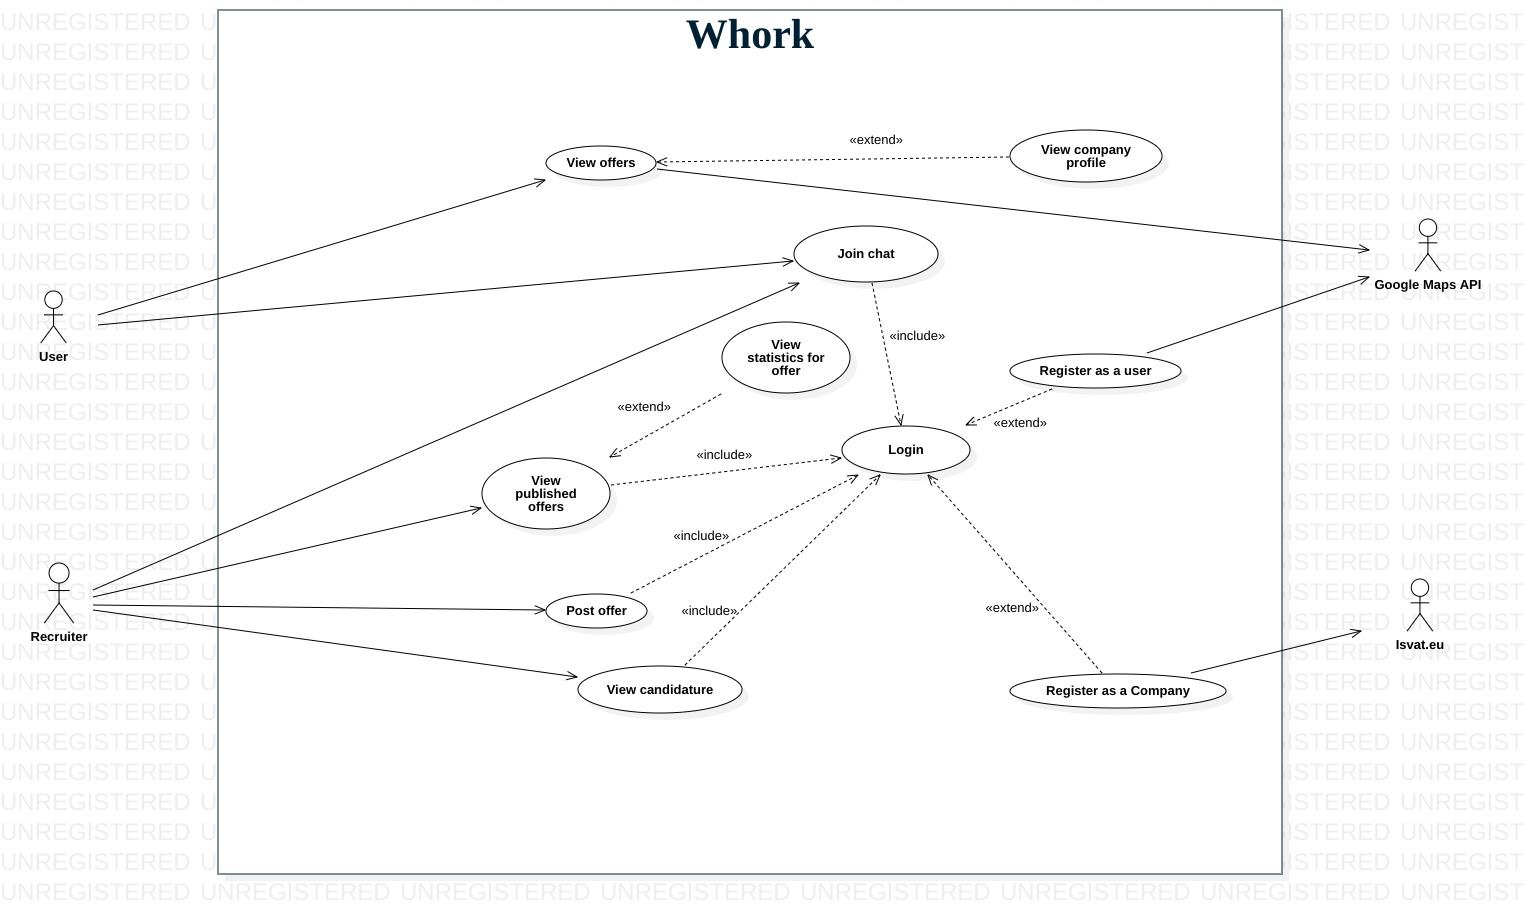 Whork
«extend»
View company
profile
View offers
Join chat
Google Maps API
User
«include»
View
statistics for
offer
Register as a user
«extend»
«extend»
Login
«include»
View
published
offers
«include»
Post offer
«include»
«extend»
Recruiter
lsvat.eu
View candidature
Register as a Company
UNREGISTERED UNREGISTERED UNREGISTERED UNREGISTERED UNREGISTERED UNREGISTERED UNREGISTERED UNREGIST